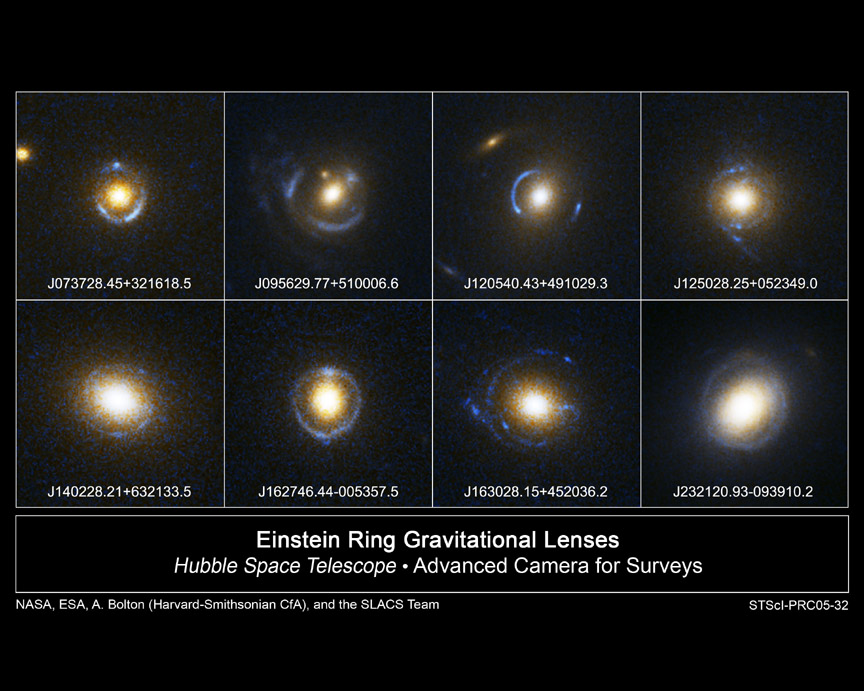 J073728.45+321618.5
J095629.77+510006.6
J120540.43+491029.3
J125028.25+052349.0
J140228.21+632133.5
J162746.44-005357.5
J163028.15+452036.2
J232120.93-093910.2
Einstein Ring Gravitational Lenses
Hubble Space Telescope • Advanced Camera for Surveys
NASA, ESA, A. Bolton (Harvard-Smithsonian CfA), and the SLACS Team
STScI-PRC05-32